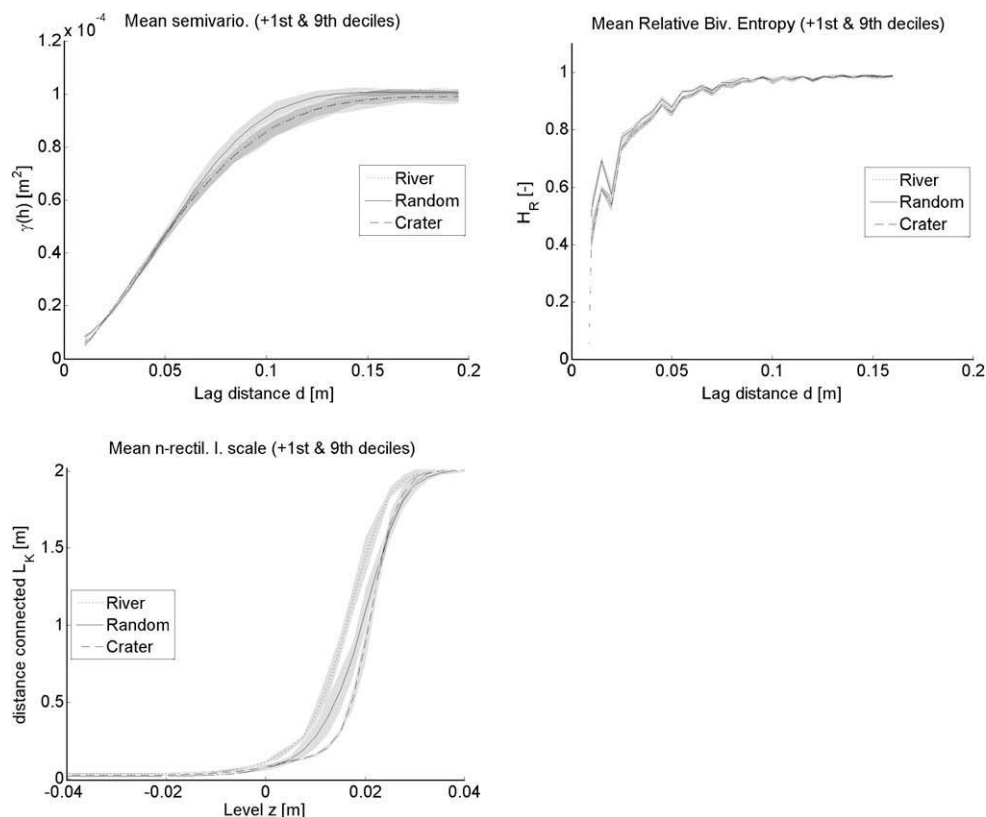 Mean semivario. (+1st & 9th deciles)
1.2 x 10⁻⁴
1
0.8
0.6
0.4
0.2
0
γ(h) [m²]
River
Random
Crater
0 0.05 0.1 0.15 0.2
Lag distance d [m]
Mean Relative Biv. Entropy (+1st & 9th deciles)
1
0.8
0.6
0.4
0.2
0
H_R [-]
River
Random
Crater
0 0.05 0.1 0.15 0.2
Lag distance d [m]
Mean n-rectil. I. scale (+1st & 9th deciles)
2
1.5
1
0.5
0
distance connected L_K [m]
River
Random
Crater
-0.04 -0.02 0 0.02 0.04
Level z [m]